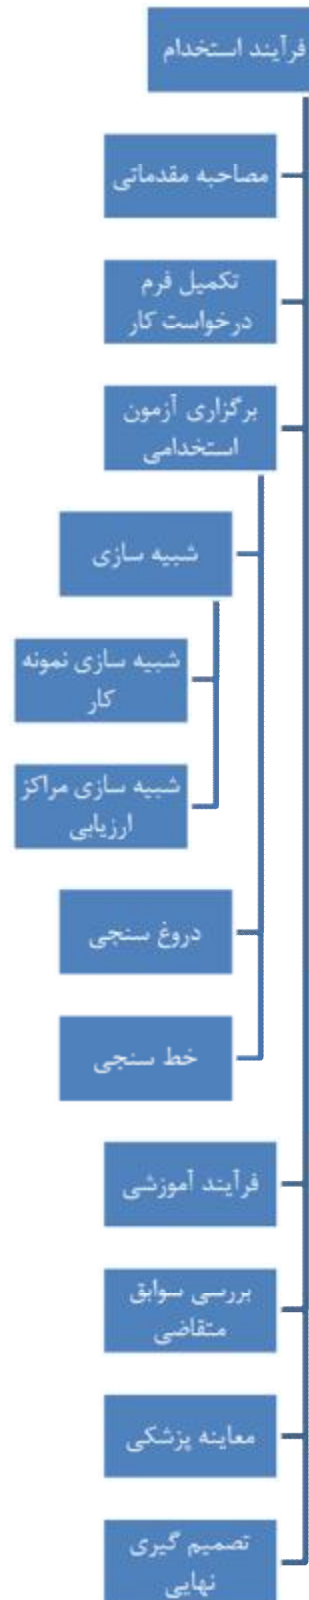 فرآیند استخدام
مصاحبه مقدماتی
تکمیل فرم
درخواست کار
برگزاری آزمون
استخدامی
شبیه سازی
شبیه سازی نمونه
کار
شبیه سازی مراکز
ارزیابی
دروغ سنجی
خط سنجی
فرآیند آموزشی
بررسی سوابق
متقاضی
معاینه پزشکی
تصمیم گیری
نهایی